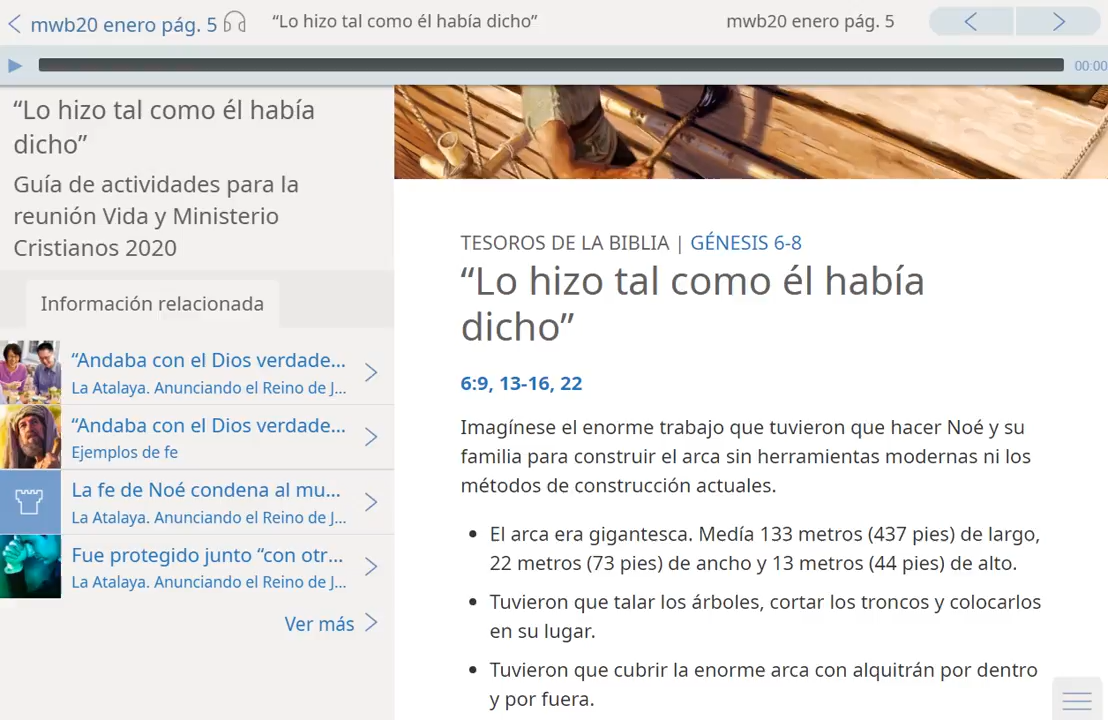 mwb20 enero pág. 5
“Lo hizo tal como él había dicho”
mwb20 enero pág. 5
00:00
“Lo hizo tal como él había
dicho”
Guía de actividades para la
reunión Vida y Ministerio
Cristianos 2020
Información relacionada
“Andaba con el Dios verdade...
La Atalaya. Anunciando el Reino de J...
“Andaba con el Dios verdade...
Ejemplos de fe
La fe de Noé condena al mu...
La Atalaya. Anunciando el Reino de J...
Fue protegido junto “con otr...
La Atalaya. Anunciando el Reino de J...
Ver más
TESOROS DE LA BIBLIA | GÉNESIS 6-8
“Lo hizo tal como él había
dicho”
6:9, 13-16, 22
Imagínese el enorme trabajo que tuvieron que hacer Noé y su
familia para construir el arca sin herramientas modernas ni los
métodos de construcción actuales.
• El arca era gigantesca. Medía 133 metros (437 pies) de largo,
22 metros (73 pies) de ancho y 13 metros (44 pies) de alto.
• Tuvieron que talar los árboles, cortar los troncos y colocarlos
en su lugar.
• Tuvieron que cubrir la enorme arca con alquitrán por dentro
y por fuera.